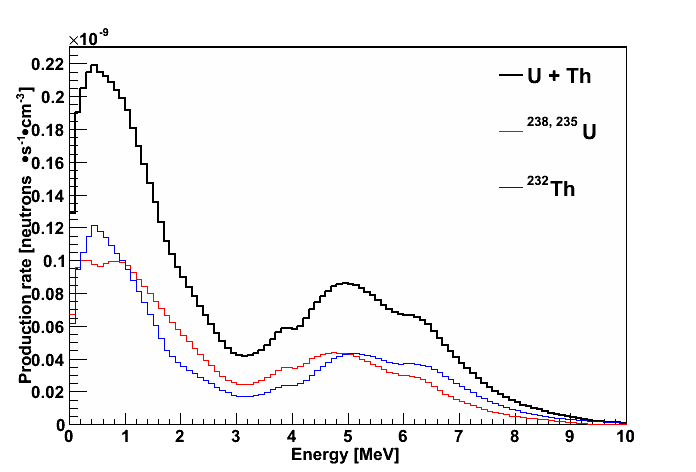 ×10⁻⁹
Production rate [neutrons •s⁻¹•cm⁻³]
0.22
0.2
0.18
0.16
0.14
0.12
0.1
0.08
0.06
0.04
0.02
0
U + Th
²³⁸, ²³⁵U
²³²Th
0 1 2 3 4 5 6 7 8 9 10
Energy [MeV]